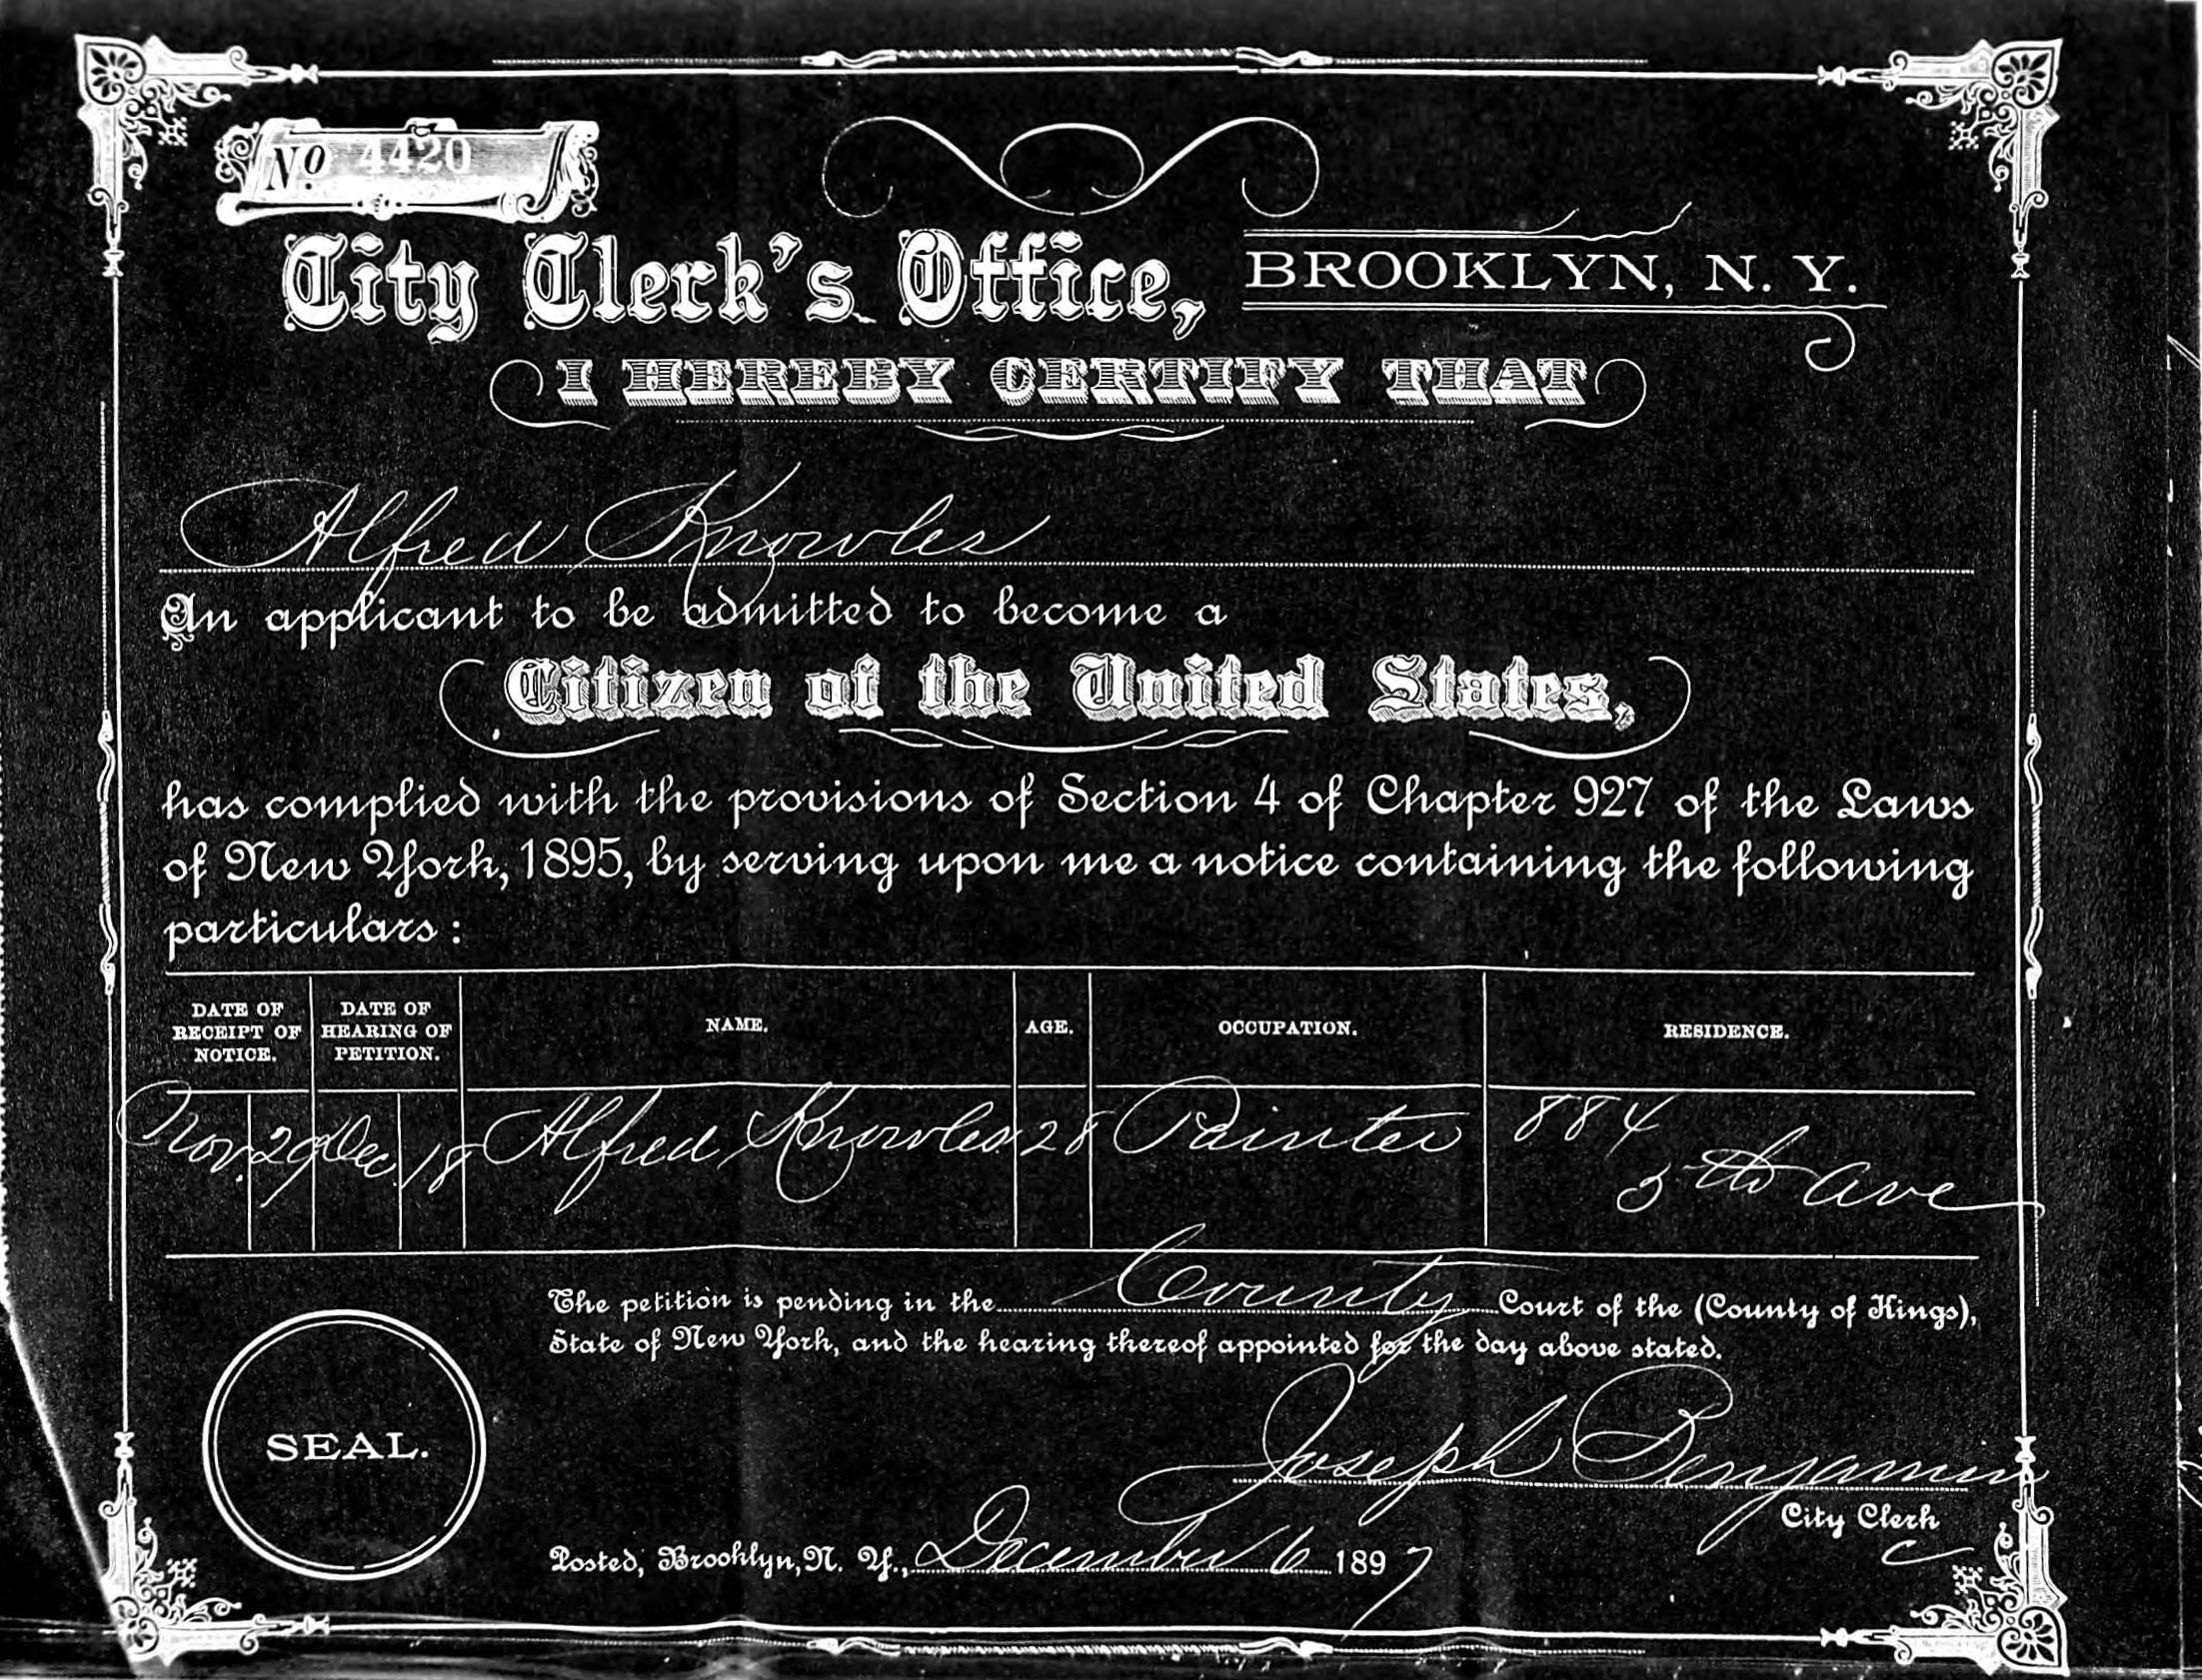 No 4420
City Clerk's Office, BROOKLYN, N. Y.
I HEREBY CERTIFY THAT
Alfred Knowles
An applicant to be admitted to become a
Citizen of the United States,
has complied with the provisions of Section 4 of Chapter 927 of the Laws
of New York, 1895, by serving upon me a notice containing the following
particulars:
DATE OF RECEIPT OF NOTICE. DATE OF HEARING OF PETITION. NAME. AGE. OCCUPATION. RESIDENCE.
Nov. 29 Dec. 18 Alfred Knowles 28 Painter 884
5th Ave
The petition is pending in the County Court of the (County of Kings),
State of New York, and the hearing thereof appointed for the day above stated.
Joseph Benjamin
City Clerk
SEAL.
Posted, Brooklyn, N. Y., December 6 1897